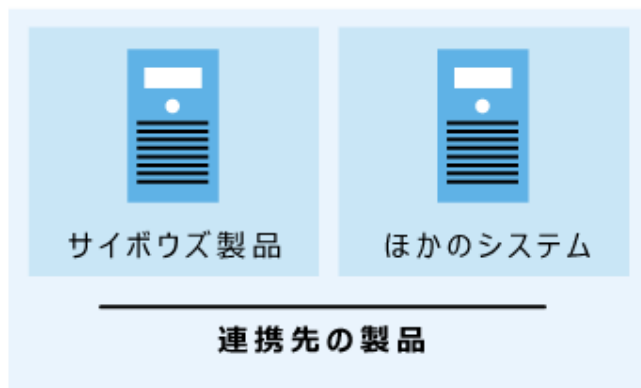 サイボウズ製品
ほかのシステム
連携先の製品